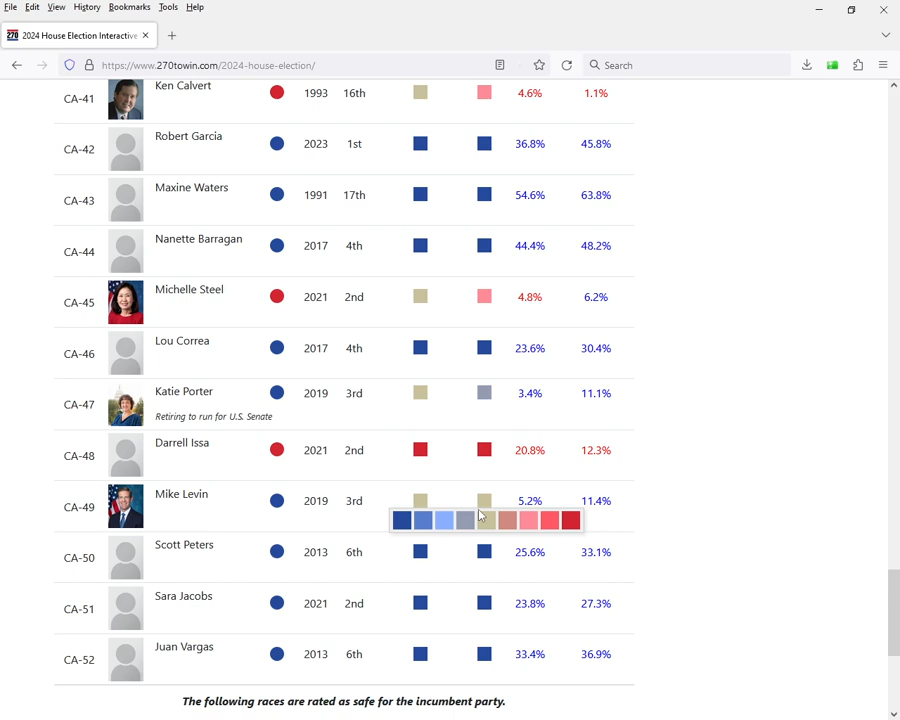 File Edit View History Bookmarks Tools Help
270 2024 House Election Interactive
https://www.270towin.com/2024-house-election/ Search
CA-41 Ken Calvert 1993 16th 4.6% 1.1%
CA-42 Robert Garcia 2023 1st 36.8% 45.8%
CA-43 Maxine Waters 1991 17th 54.6% 63.8%
CA-44 Nanette Barragan 2017 4th 44.4% 48.2%
CA-45 Michelle Steel 2021 2nd 4.8% 6.2%
CA-46 Lou Correa 2017 4th 23.6% 30.4%
CA-47 Katie Porter 2019 3rd 3.4% 11.1%
Retiring to run for U.S. Senate
CA-48 Darrell Issa 2021 2nd 20.8% 12.3%
CA-49 Mike Levin 2019 3rd 5.2% 11.4%
CA-50 Scott Peters 2013 6th 25.6% 33.1%
CA-51 Sara Jacobs 2021 2nd 23.8% 27.3%
CA-52 Juan Vargas 2013 6th 33.4% 36.9%
The following races are rated as safe for the incumbent party.